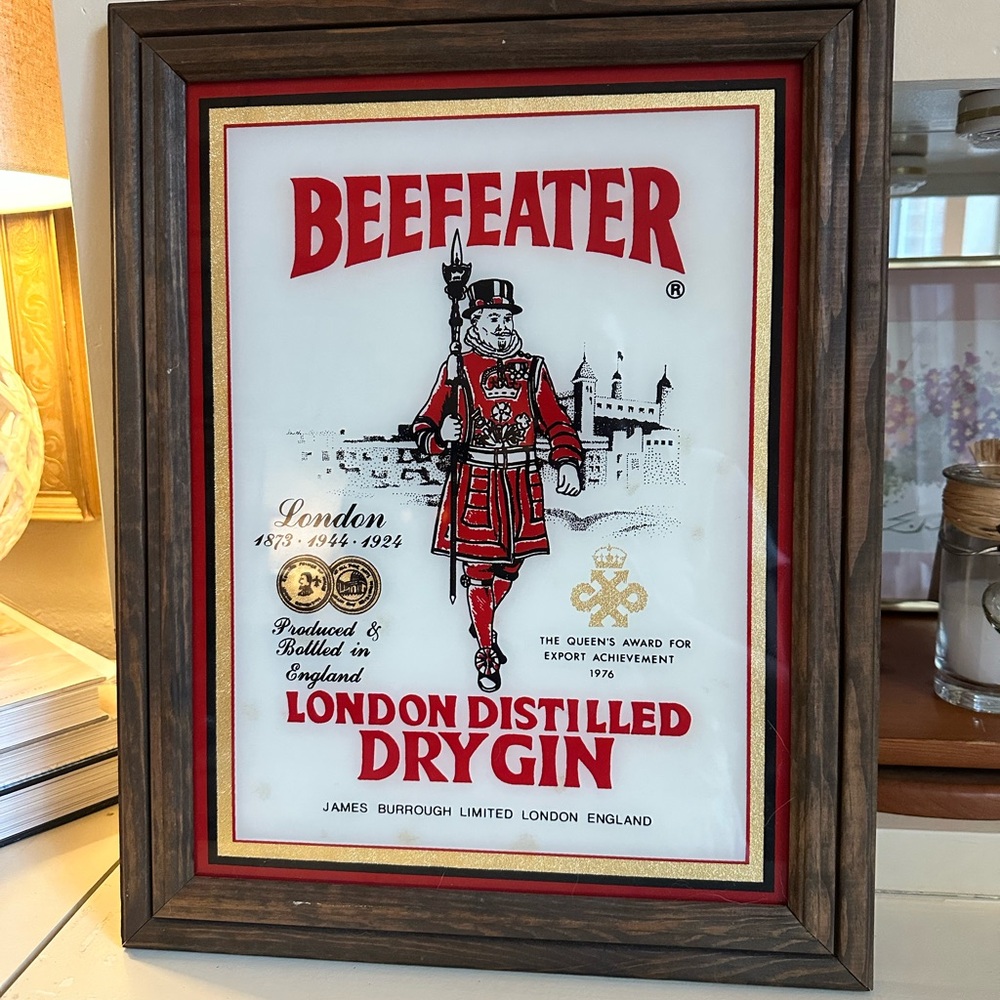 BEEFEATER
®
London
1873 · 1944 · 1924
Produced &
Bottled in
England
THE QUEEN'S AWARD FOR
EXPORT ACHIEVEMENT
1976
LONDON DISTILLED
DRY GIN
JAMES BURROUGH LIMITED LONDON ENGLAND